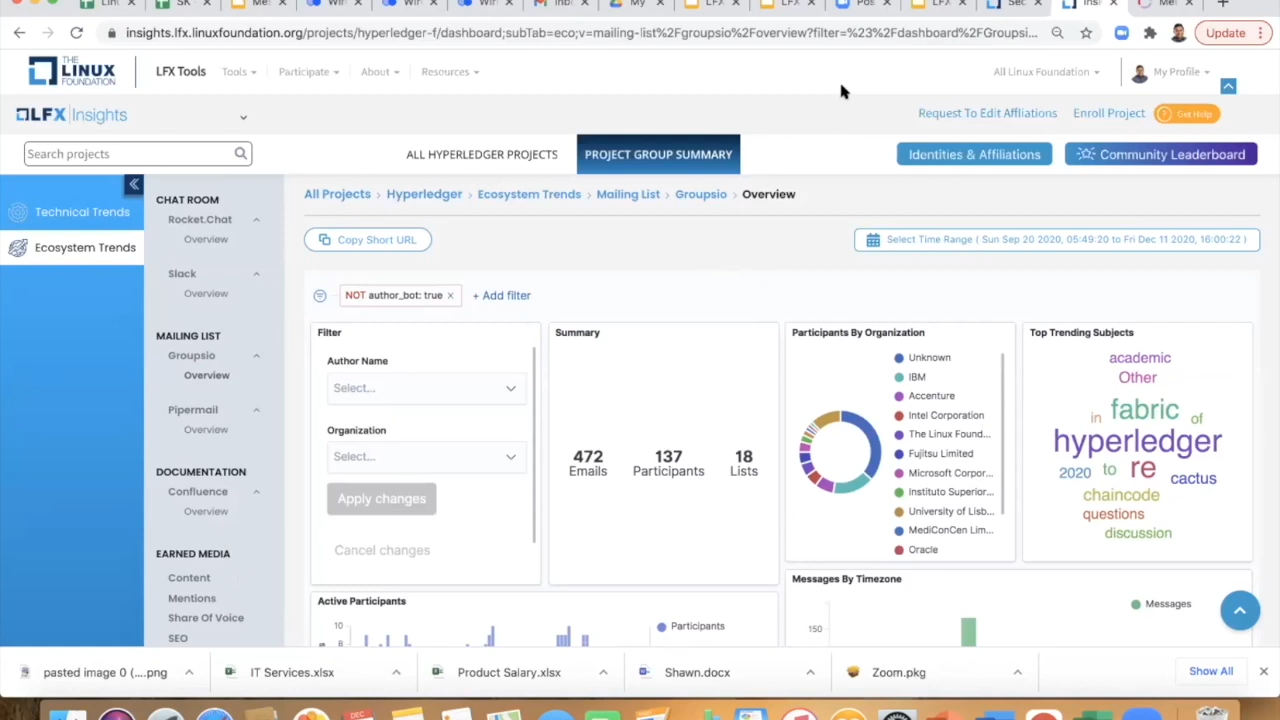 insights.lfx.linuxfoundation.org/projects/hyperledger-f/dashboard;subTab=eco;v=mailing-list%2Fgroupsio%2Foverview?filter=%23%2Fdashboard%2FGroupsi...
Update
THE LINUX FOUNDATION
LFX Tools
Tools
Participate
About
Resources
All Linux Foundation
My Profile
LFX | Insights
Request To Edit Affliations
Enroll Project
Get Help
Search projects
ALL HYPERLEDGER PROJECTS
PROJECT GROUP SUMMARY
Identities & Affiliations
Community Leaderboard
Technical Trends
Ecosystem Trends
CHAT ROOM
Rocket.Chat
Overview
Slack
Overview
MAILING LIST
Groupsio
Overview
Pipermail
Overview
DOCUMENTATION
Confluence
Overview
EARNED MEDIA
Content
Mentions
Share Of Voice
SEO
All Projects > Hyperledger > Ecosystem Trends > Mailing List > Groupsio > Overview
Copy Short URL
Select Time Range ( Sun Sep 20 2020, 05:49:20 to Fri Dec 11 2020, 16:00:22 )
NOT author_bot: true ×
+ Add filter
Filter
Author Name
Select...
Organization
Select...
Apply changes
Cancel changes
Summary
472 Emails
137 Participants
18 Lists
Participants By Organization
Unknown
IBM
Accenture
Intel Corporation
The Linux Found...
Fujitsu Limited
Microsoft Corpor...
Instituto Superior...
University of Lisb...
MediConCen Lim...
Oracle
Top Trending Subjects
academic
Other
in fabric of
hyperledger
2020 to re cactus
chaincode
questions
discussion
Active Participants
10
8
Participants
Messages By Timezone
150
Messages
pasted image 0 (....png
IT Services.xlsx
Product Salary.xlsx
Shawn.docx
Zoom.pkg
Show All
DEC